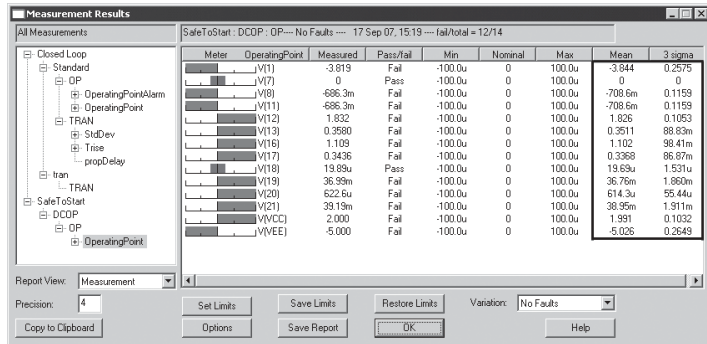 Measurement Results
All Measurements
SafeToStart : DCOP : OP---- No Faults ---- 17 Sep 07, 15:19 ---- fail/total = 12/14
Closed Loop
Standard
OP
OperatingPointAlarm
OperatingPoint
TRAN
StdDev
Trise
propDelay
tran
TRAN
SafeToStart
DCOP
OP
OperatingPoint
Meter OperatingPoint Measured Pass/fail Min Nominal Max Mean 3 sigma
V(1) -3.819 Fail -100.0u 0 100.0u -3.844 0.2575
V(7) 0 Pass -100.0u 0 100.0u 0 0
V(8) -686.3m Fail -100.0u 0 100.0u -708.6m 0.1159
V(11) -686.3m Fail -100.0u 0 100.0u -708.6m 0.1159
V(12) 1.832 Fail -100.0u 0 100.0u 1.826 0.1053
V(13) 0.3580 Fail -100.0u 0 100.0u 0.3511 88.83m
V(16) 1.109 Fail -100.0u 0 100.0u 1.102 98.41m
V(17) 0.3436 Fail -100.0u 0 100.0u 0.3368 86.87m
V(18) 19.89u Pass -100.0u 0 100.0u 19.69u 1.531u
V(19) 36.99m Fail -100.0u 0 100.0u 36.76m 1.860m
V(20) 622.6u Fail -100.0u 0 100.0u 614.3u 55.44u
V(21) 39.19m Fail -100.0u 0 100.0u 38.95m 1.911m
V(VCC) 2.000 Fail -100.0u 0 100.0u 1.991 0.1032
V(VEE) -5.000 Fail -100.0u 0 100.0u -5.026 0.2649
Report View: Measurement
Precision: 4
Set Limits Save Limits Restore Limits Variation: No Faults
Copy to Clipboard Options Save Report OK Help